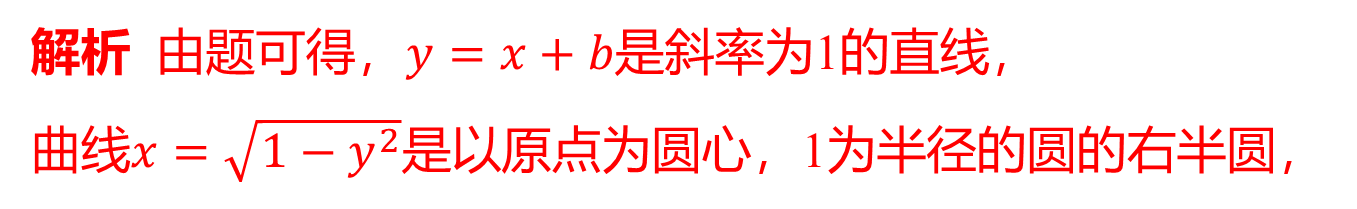 解析 由题可得，y = x + b是斜率为1的直线，
曲线x = √(1 − y²)是以原点为圆心，1为半径的圆的右半圆，